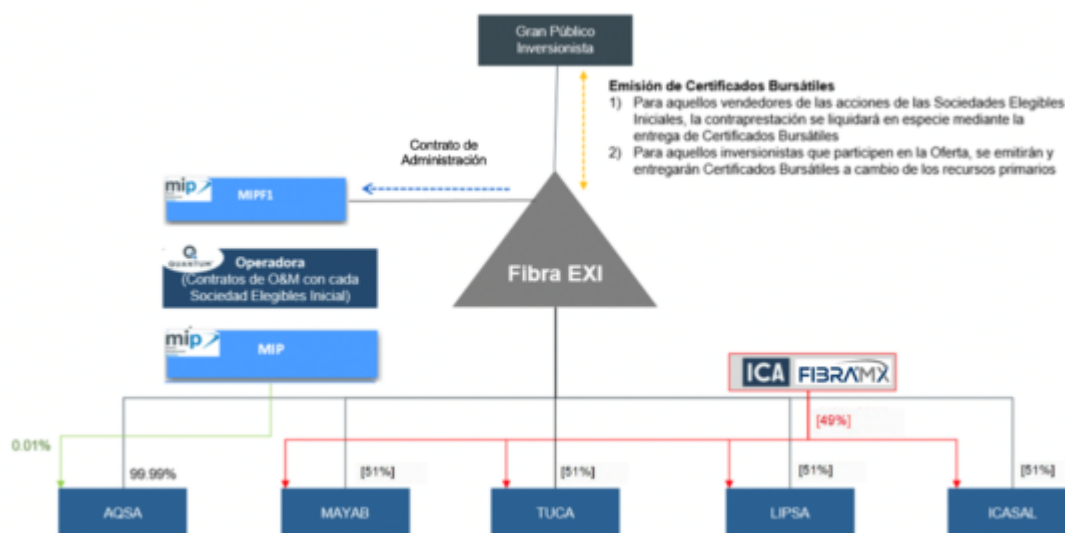 Gran Público
Inversionista
Emisión de Certificados Bursátiles
1) Para aquellos vendedores de las acciones de las Sociedades Elegibles
Iniciales, la contraprestación se liquidará en especie mediante la
entrega de Certificados Bursátiles
2) Para aquellos inversionistas que participen en la Oferta, se emitirán y
entregarán Certificados Bursátiles a cambio de los recursos primarios
Contrato de
Administración
mip
MIPF1
QUANTUM
Operadora
(Contratos de O&M con cada
Sociedad Elegibles Inicial)
Fibra EXI
mip
MIP
ICA FIBRAMX
0.01%
99.99%
[51%]
[51%]
[49%]
[51%]
[51%]
AQSA
MAYAB
TUCA
LIPSA
ICASAL